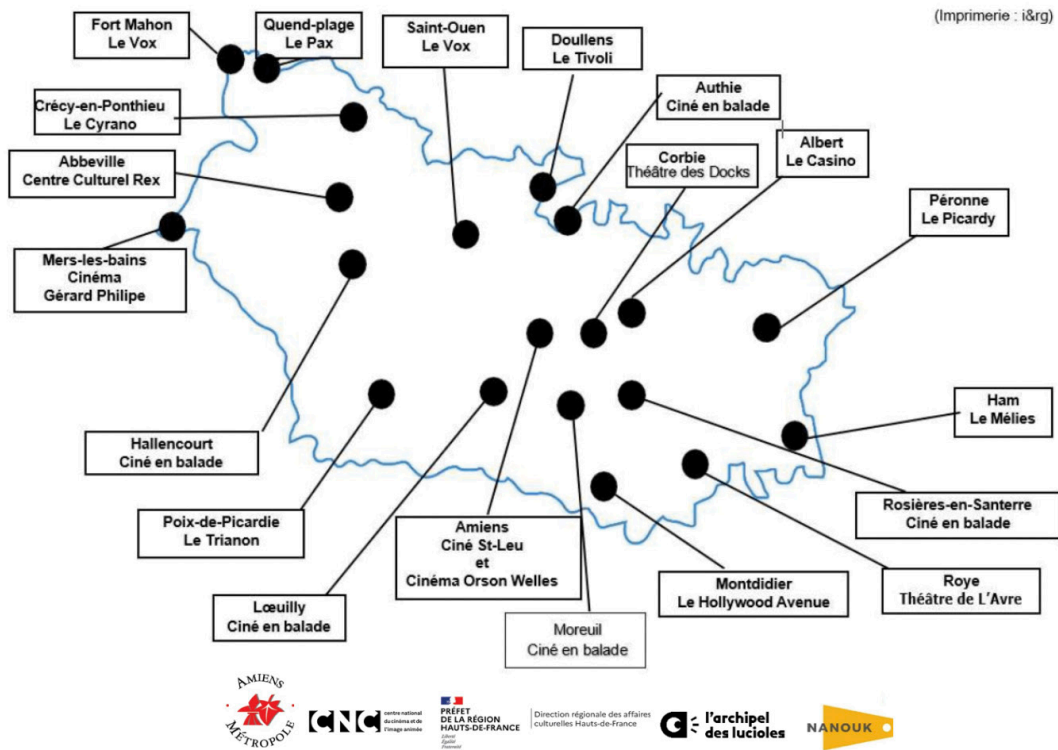 (Imprimerie : i&rg)
Fort Mahon
Le Vox
Quend-plage
Le Pax
Saint-Ouen
Le Vox
Doullens
Le Tivoli
Authie
Ciné en balade
Crécy-en-Ponthieu
Le Cyrano
Albert
Le Casino
Corbie
Théâtre des Docks
Abbeville
Centre Culturel Rex
Péronne
Le Picardy
Mers-les-bains
Cinéma
Gérard Philipe
Ham
Le Mélies
Hallencourt
Ciné en balade
Rosières-en-Santerre
Ciné en balade
Poix-de-Picardie
Le Trianon
Amiens
Ciné St-Leu
et
Cinéma Orson Welles
Montdidier
Le Hollywood Avenue
Roye
Théâtre de L'Avre
Lœuilly
Ciné en balade
Moreuil
Ciné en balade
AMIENS
MÉTROPOLE
CNC
centre national
du cinéma et de
l'image animée
PRÉFET
DE LA RÉGION
HAUTS-DE-FRANCE
Liberté
Égalité
Fraternité
Direction régionale des affaires
culturelles Hauts-de-France
l'archipel
des lucioles
NANOUK